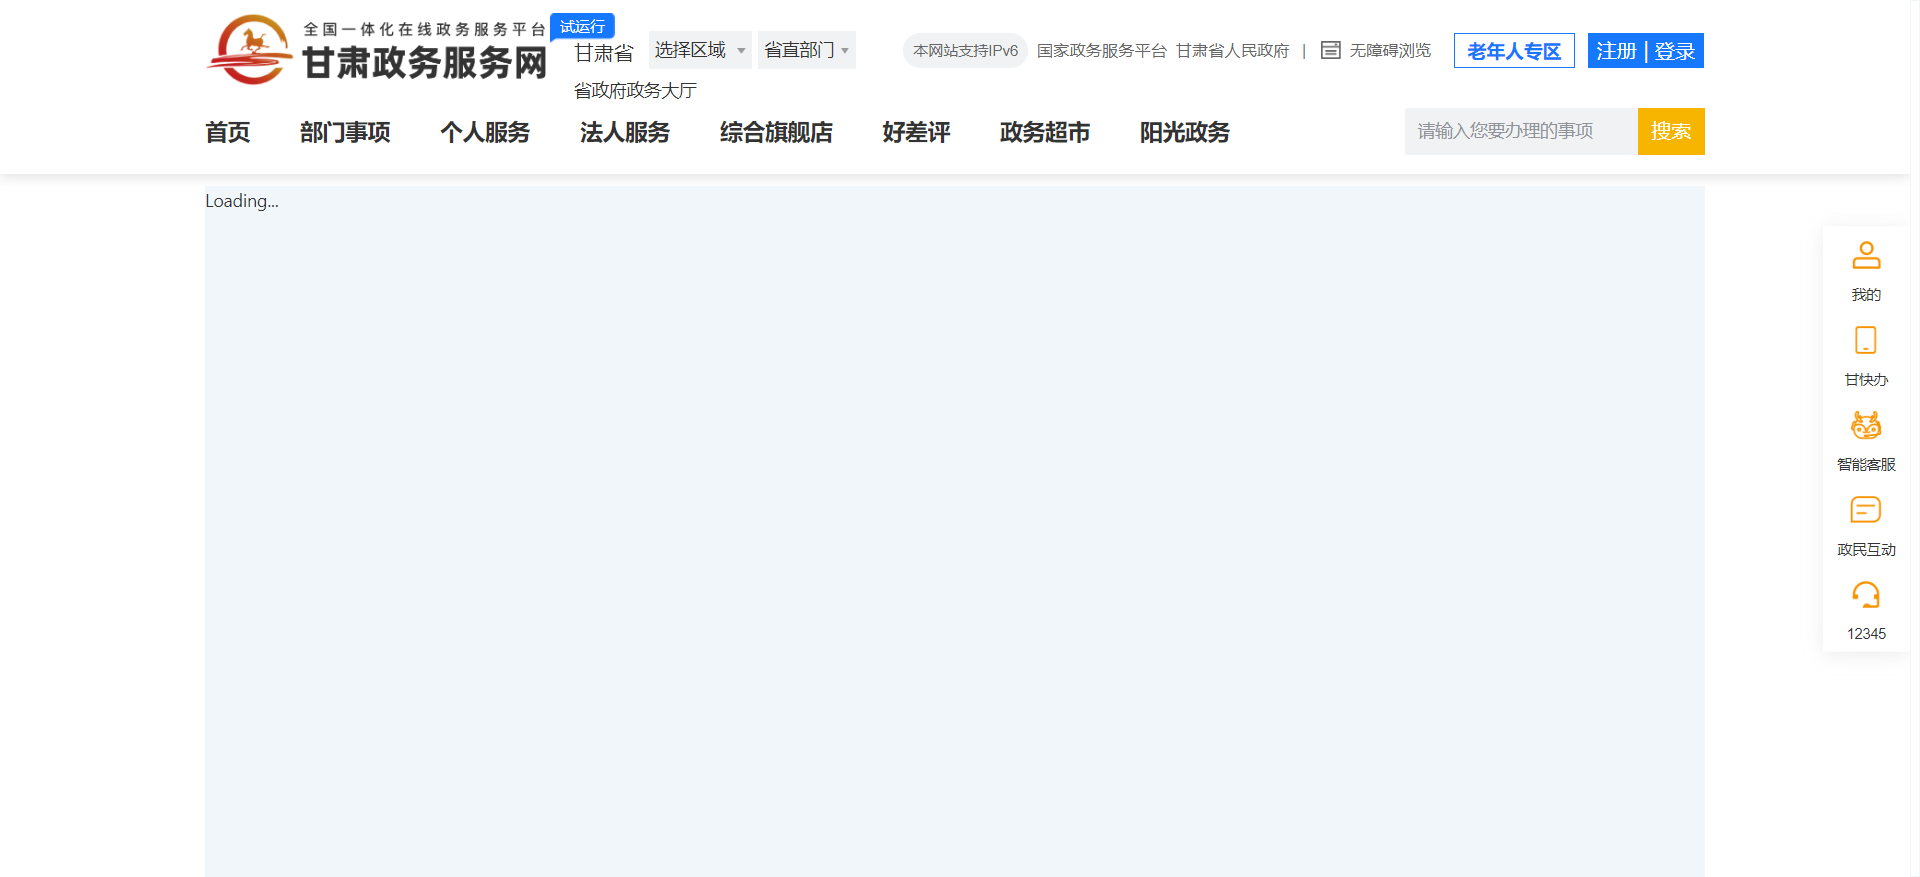 全国一体化在线政务服务平台
甘肃政务服务网
试运行
甘肃省
选择区域
省直部门
省政府政务大厅
本网站支持IPv6
国家政务服务平台
甘肃省人民政府
|
无障碍浏览
老年人专区
注册 | 登录
首页
部门事项
个人服务
法人服务
综合旗舰店
好差评
政务超市
阳光政务
请输入您要办理的事项
搜索
Loading...
我的
甘快办
智能客服
政民互动
12345